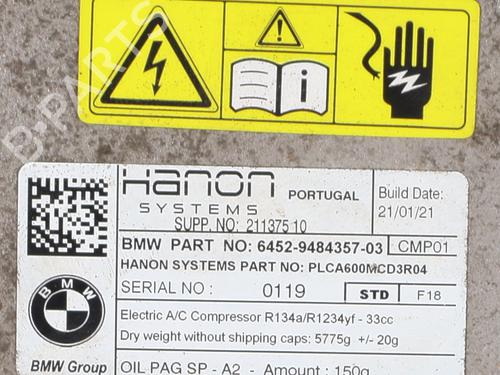 B-PARTS
i
Hanon
SYSTEMS
PORTUGAL
Build Date:
21/01/21
SUPP. NO: 211375 10
BMW PART NO: 6452-9484357-03
CMP01
HANON SYSTEMS PART NO: PLCA600MCD3R04
SERIAL NO : 0119
STD
F18
BMW
BMW Group
Electric A/C Compressor R134a/R1234yf - 33cc
Dry weight without shipping caps: 5775g +/- 20g
OIL PAG SP - A2 - Amount : 150g